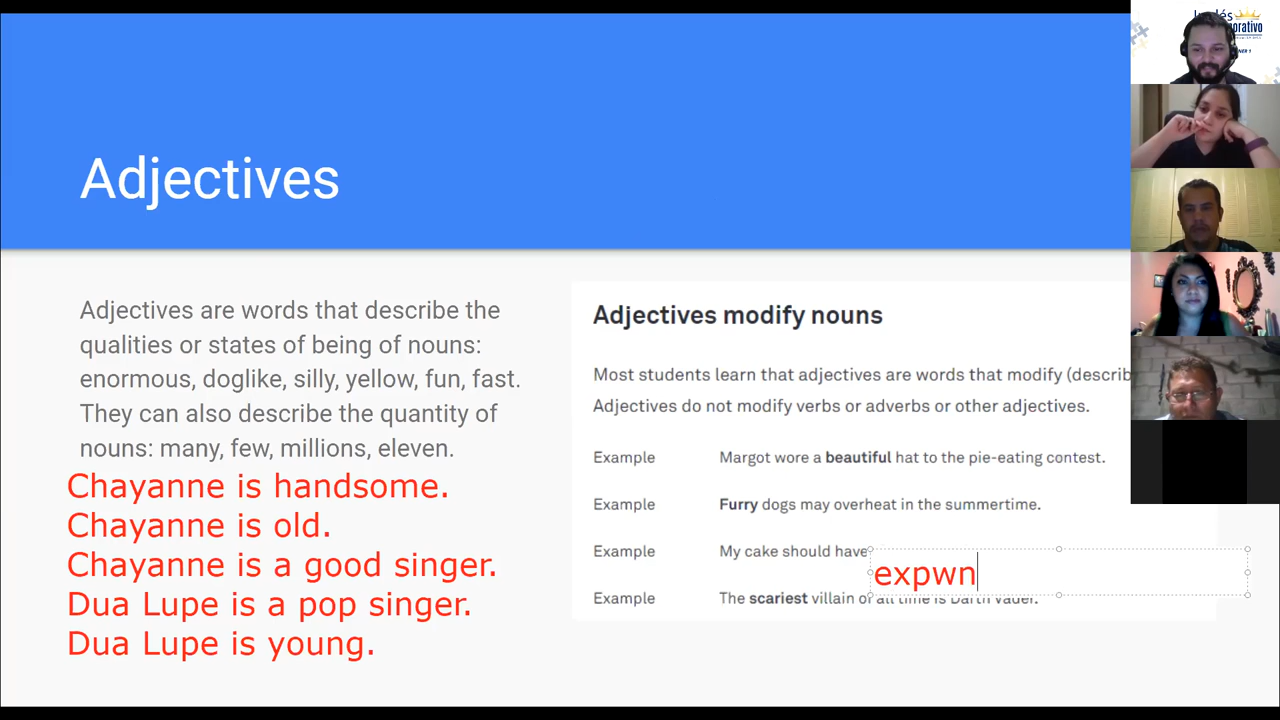 Adjectives
Adjectives are words that describe the
qualities or states of being of nouns:
enormous, doglike, silly, yellow, fun, fast.
They can also describe the quantity of
nouns: many, few, millions, eleven.
Chayanne is handsome.
Chayanne is old.
Chayanne is a good singer.
Dua Lupe is a pop singer.
Dua Lupe is young.
Adjectives modify nouns
Most students learn that adjectives are words that modify (describ
Adjectives do not modify verbs or adverbs or other adjectives.
Example Margot wore a beautiful hat to the pie-eating contest.
Example Furry dogs may overheat in the summertime.
Example My cake should have
expwn
Example The scariest villain of all time is Darth Vader.